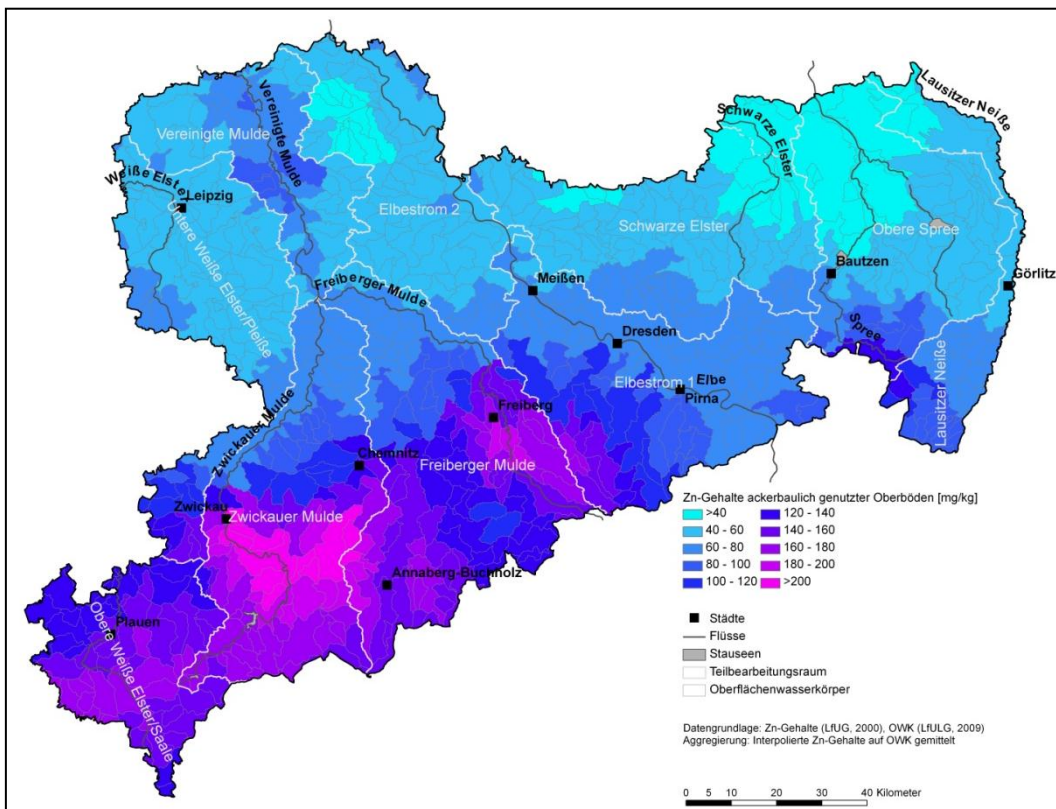 Vereinigte Mulde
Vereinigte Mulde
Weiße Elster
Leipzig
Untere Weiße Elster/Pleiße
Elbestrom 2
Schwarze Elster
Schwarze Elster
Lausitzer Neiße
Obere Spree
Bautzen
Görlitz
Meißen
Freiberger Mulde
Dresden
Spree
Elbestrom 1
Elbe
Pirna
Lausitzer Neiße
Zwickauer Mulde
Freiberg
Chemnitz
Freiberger Mulde
Zwickau
Zwickauer Mulde
Annaberg-Buchholz
Plauen
Obere Weiße Elster/Saale
Zn-Gehalte ackerbaulich genutzter Oberböden [mg/kg]
>40 120 - 140
40 - 60 140 - 160
60 - 80 160 - 180
80 - 100 180 - 200
100 - 120 >200
Städte
Flüsse
Stauseen
Teilbearbeitungsraum
Oberflächenwasserkörper
Datengrundlage: Zn-Gehalte (LfUG, 2000), OWK (LfULG, 2009)
Aggregierung: Interpolierte Zn-Gehalte auf OWK gemittelt
0 5 10 20 30 40 Kilometer